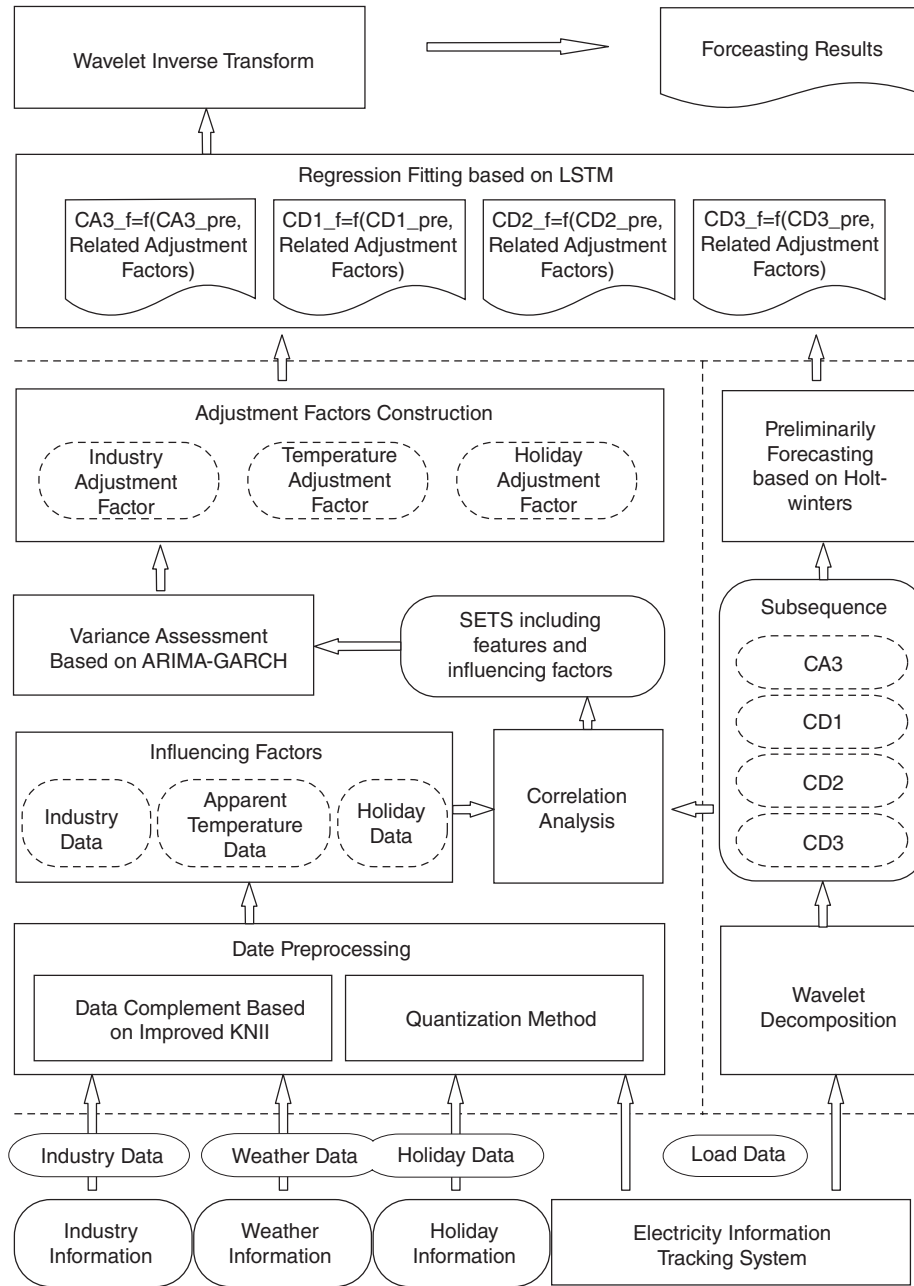 Wavelet Inverse Transform
Forceasting Results
Regression Fitting based on LSTM
CA3_f=f(CA3_pre,
Related Adjustment
Factors)
CD1_f=f(CD1_pre,
Related Adjustment
Factors)
CD2_f=f(CD2_pre,
Related Adjustment
Factors)
CD3_f=f(CD3_pre,
Related Adjustment
Factors)
Adjustment Factors Construction
Industry
Adjustment
Factor
Temperature
Adjustment
Factor
Holiday
Adjustment
Factor
Preliminarily
Forecasting
based on Holt-
winters
Variance Assessment
Based on ARIMA-GARCH
SETS including
features and
influencing factors
Subsequence
CA3
CD1
CD2
CD3
Influencing Factors
Industry
Data
Apparent
Temperature
Data
Holiday
Data
Correlation
Analysis
Date Preprocessing
Data Complement Based
on Improved KNII
Quantization Method
Wavelet
Decomposition
Industry Data
Weather Data
Holiday Data
Load Data
Industry
Information
Weather
Information
Holiday
Information
Electricity Information
Tracking System